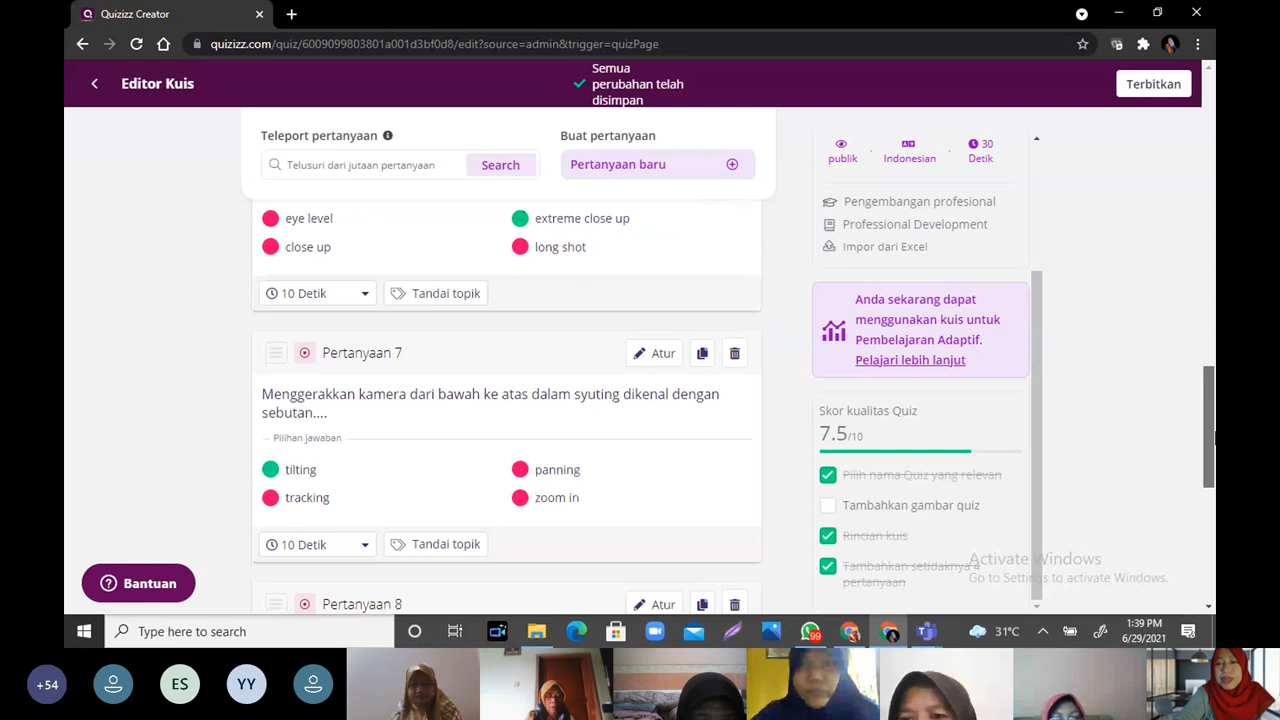 Quizizz Creator
quizizz.com/quiz/6009099803801a001d3bf0d8/edit?source=admin&trigger=quizPage
Editor Kuis
Semua
perubahan telah
disimpan
Terbitkan
Teleport pertanyaan
Buat pertanyaan
Telusuri dari jutaan pertanyaan
Search
Pertanyaan baru
publik
Indonesian
30
Detik
Pengembangan profesional
Professional Development
Impor dari Excel
eye level
extreme close up
close up
long shot
10 Detik
Tandai topik
Anda sekarang dapat
menggunakan kuis untuk
Pembelajaran Adaptif.
Pelajari lebih lanjut
Pertanyaan 7
Atur
Menggerakkan kamera dari bawah ke atas dalam syuting dikenal dengan
sebutan....
Pilihan jawaban
tilting
panning
tracking
zoom in
10 Detik
Tandai topik
Skor kualitas Quiz
7.5/10
Pilih nama Quiz yang relevan
Tambahkan gambar quiz
Rincian kuis
Tambahkan setidaknya 4
pertanyaan
Activate Windows
Go to Settings to activate Windows.
Bantuan
Pertanyaan 8
Atur
Type here to search
99
31°C
1:39 PM
6/29/2021
+54
ES
YY